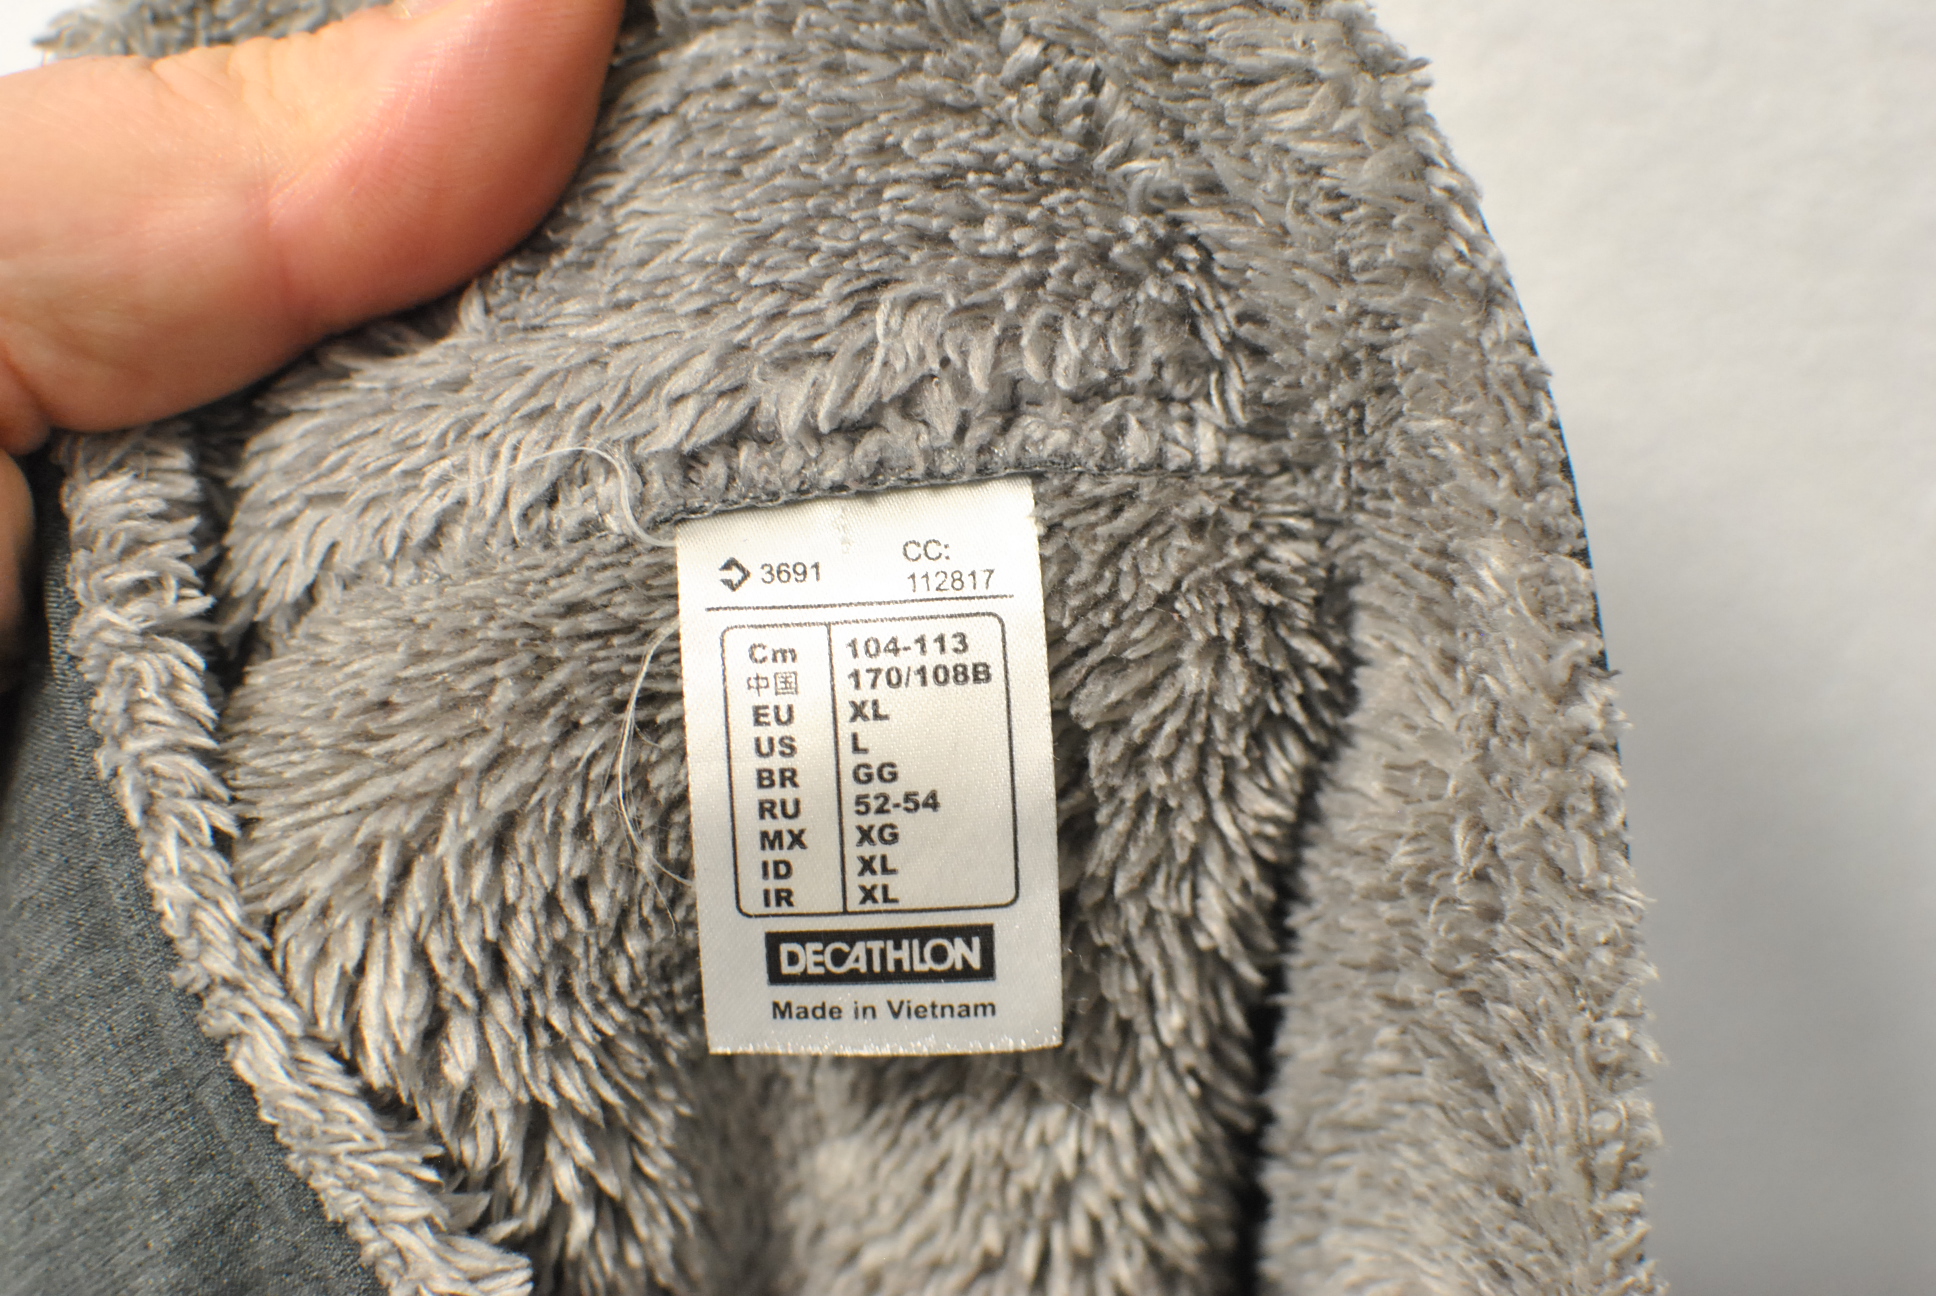 3691 CC:
112817
Cm 104-113
中国 170/108B
EU XL
US L
BR GG
RU 52-54
MX XG
ID XL
IR XL
DECATHLON
Made in Vietnam